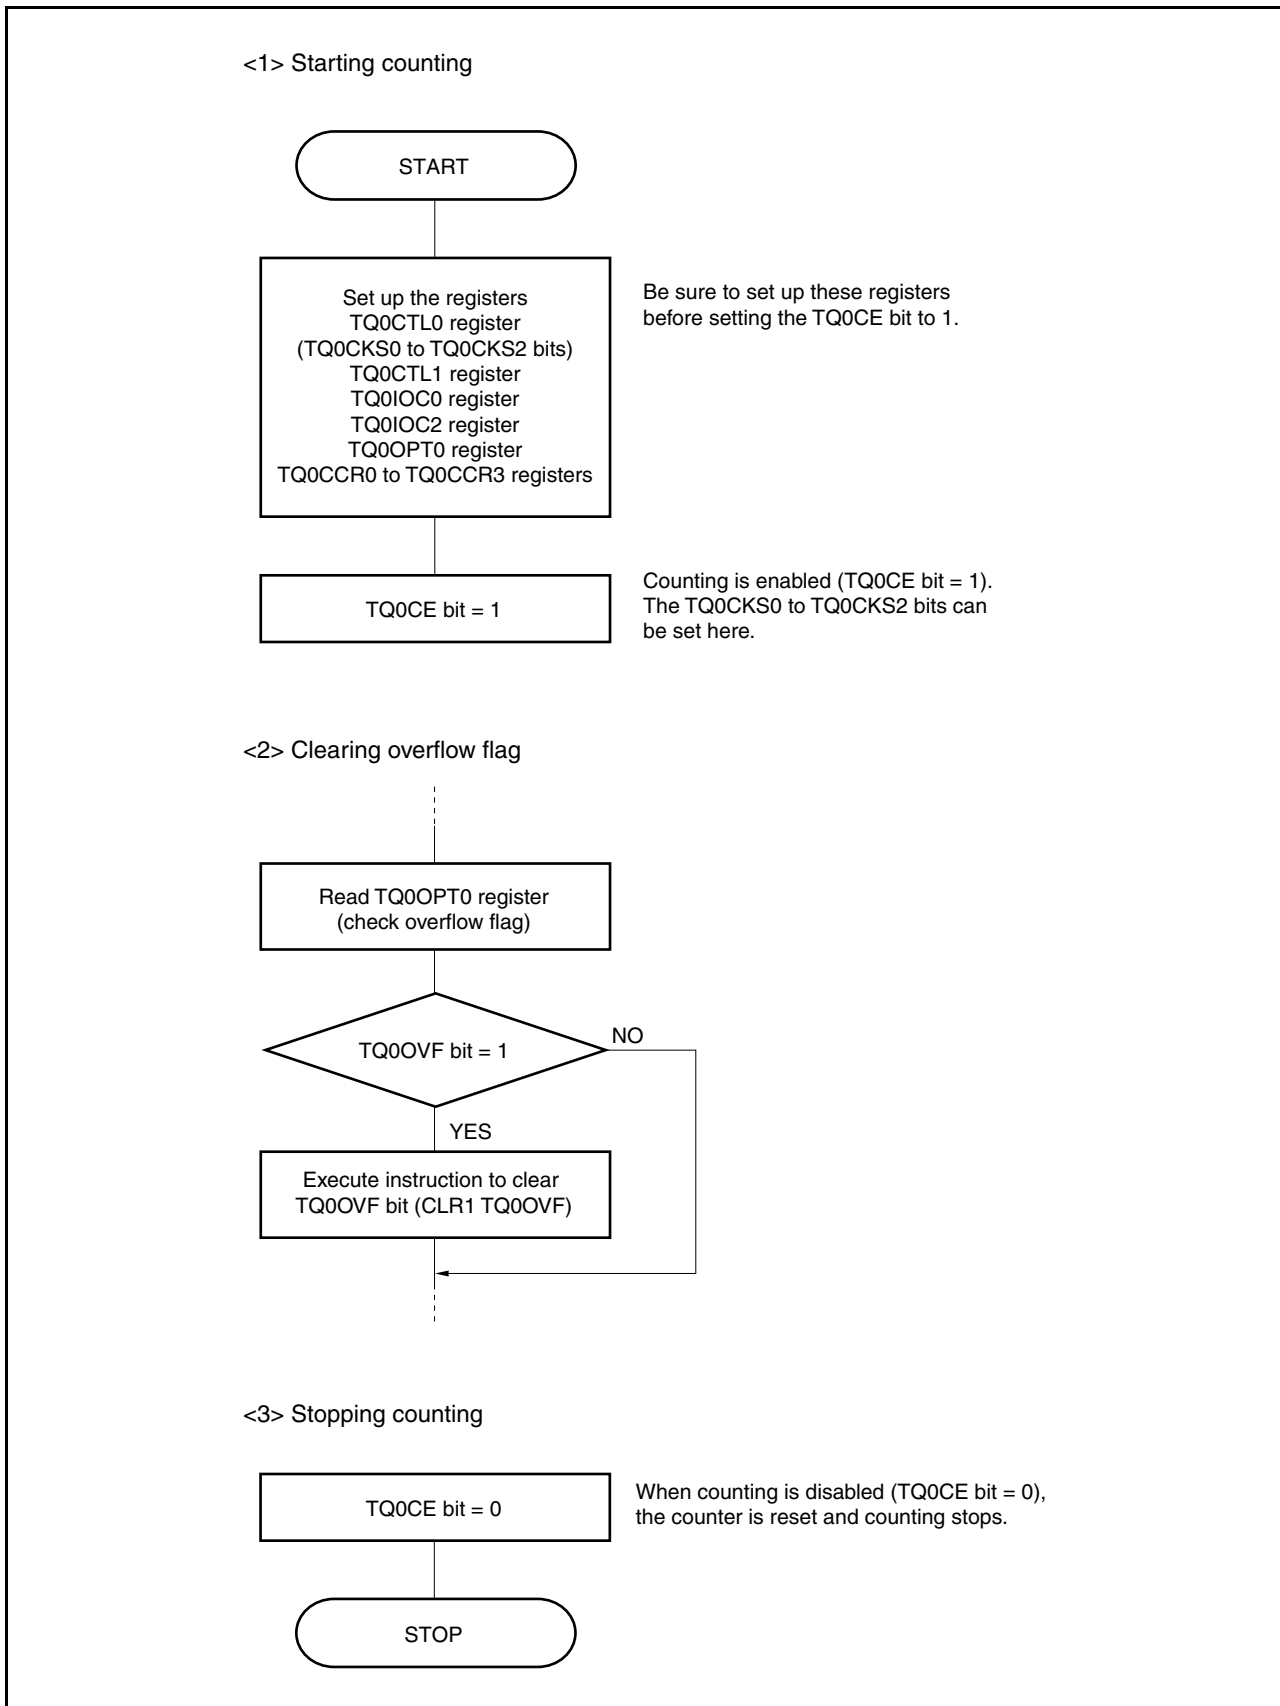 <1> Starting counting
START
Set up the registers
TQ0CTL0 register
(TQ0CKS0 to TQ0CKS2 bits)
TQ0CTL1 register
TQ0IOC0 register
TQ0IOC2 register
TQ0OPT0 register
TQ0CCR0 to TQ0CCR3 registers
Be sure to set up these registers
before setting the TQ0CE bit to 1.
TQ0CE bit = 1
Counting is enabled (TQ0CE bit = 1).
The TQ0CKS0 to TQ0CKS2 bits can
be set here.
<2> Clearing overflow flag
Read TQ0OPT0 register
(check overflow flag)
TQ0OVF bit = 1
NO
YES
Execute instruction to clear
TQ0OVF bit (CLR1 TQ0OVF)
<3> Stopping counting
TQ0CE bit = 0
When counting is disabled (TQ0CE bit = 0),
the counter is reset and counting stops.
STOP